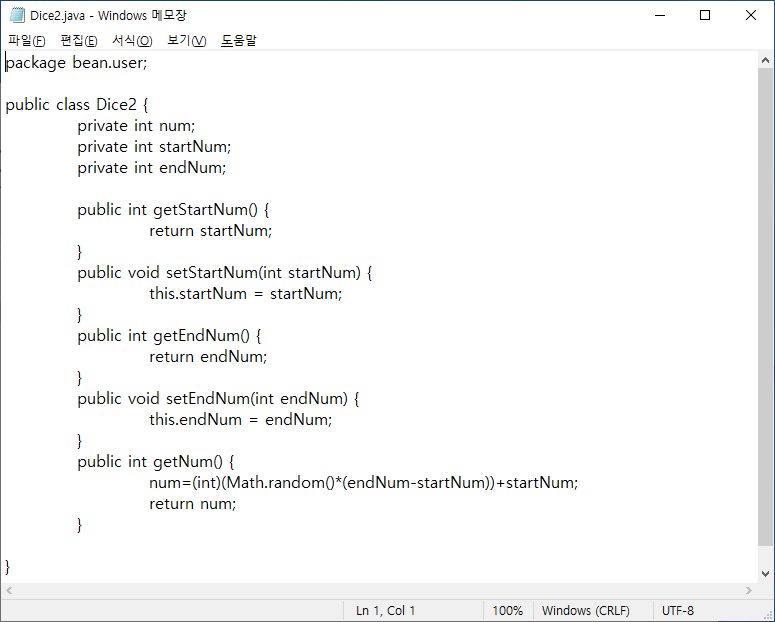 Dice2.java - Windows 메모장
파일(F) 편집(E) 서식(O) 보기(V) 도움말
package bean.user;
public class Dice2 {
private int num;
private int startNum;
private int endNum;
public int getStartNum() {
return startNum;
}
public void setStartNum(int startNum) {
this.startNum = startNum;
}
public int getEndNum() {
return endNum;
}
public void setEndNum(int endNum) {
this.endNum = endNum;
}
public int getNum() {
num=(int)(Math.random()*(endNum-startNum))+startNum;
return num;
}
}
Ln 1, Col 1 100% Windows (CRLF) UTF-8